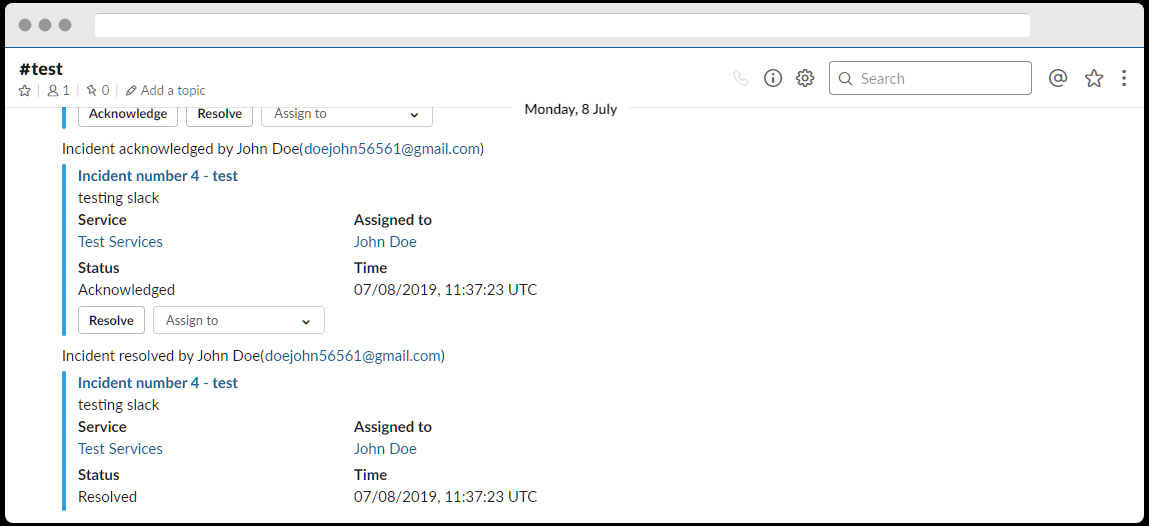 #test
1
0
Add a topic
Search
Monday, 8 July
Acknowledge Resolve Assign to
Incident acknowledged by John Doe(doejohn56561@gmail.com)
Incident number 4 - test
testing slack
Service Assigned to
Test Services John Doe
Status Time
Acknowledged 07/08/2019, 11:37:23 UTC
Resolve Assign to
Incident resolved by John Doe(doejohn56561@gmail.com)
Incident number 4 - test
testing slack
Service Assigned to
Test Services John Doe
Status Time
Resolved 07/08/2019, 11:37:23 UTC